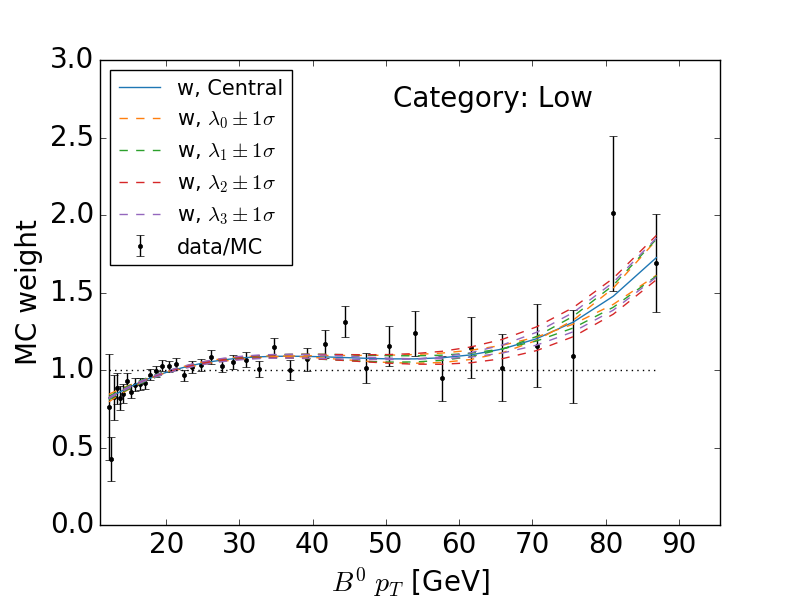 3.0
2.5
2.0
1.5
1.0
0.5
0.0
MC weight
w, Central
w, λ₀ ± 1σ
w, λ₁ ± 1σ
w, λ₂ ± 1σ
w, λ₃ ± 1σ
data/MC
Category: Low
20 30 40 50 60 70 80 90
B⁰ p_T [GeV]